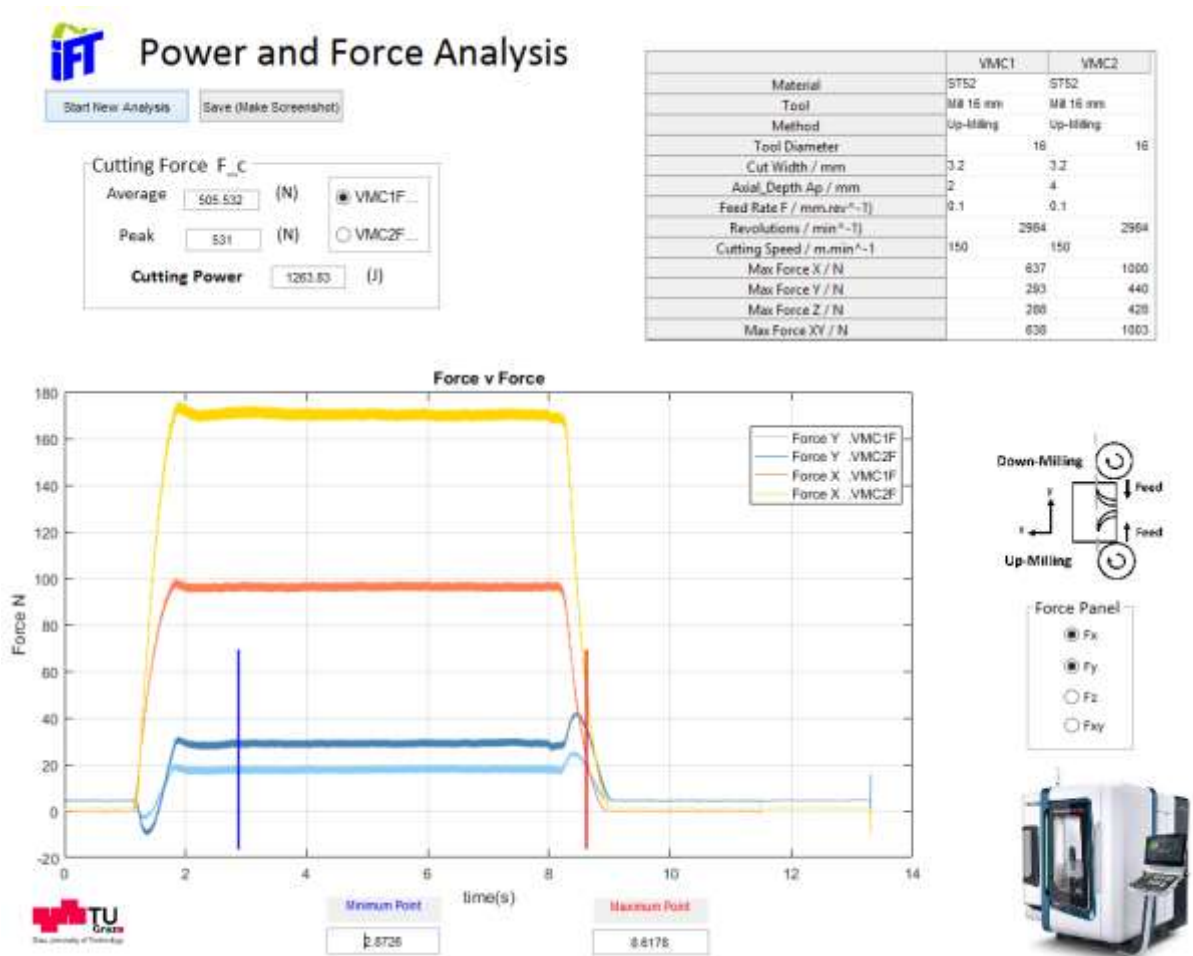 iFT
Power and Force Analysis
Start New Analysis
Save (Make Screenshot)
Cutting Force F_c
Average 505.532 (N)
VMC1F...
Peak 531 (N)
VMC2F...
Cutting Power 1263.83 (J)
VMC1 VMC2
Material ST52 ST52
Tool Mill 16 mm Mill 16 mm
Method Up-Milling Up-Milling
Tool Diameter 16 16
Cut Width / mm 3.2 3.2
Axial_Depth Ap / mm 2 4
Feed Rate F / mm.rev^-1) 0.1 0.1
Revolutions / min^-1) 2984 2984
Cutting Speed / m.min^-1 150 150
Max Force X / N 637 1000
Max Force Y / N 293 440
Max Force Z / N 288 428
Max Force XY / N 638 1003
Force v Force
180
160
140
120
100
80
60
40
20
0
-20
Force N
Force Y .VMC1F
Force Y .VMC2F
Force X .VMC1F
Force X .VMC2F
0 2 4 6 8 10 12 14
time(s)
Down-Milling
Feed
y
x
Feed
Up-Milling
Force Panel
Fx
Fy
Fz
Fxy
Minimum Point
2.8726
Maximum Point
8.6178
TU
Graz
Graz University of Technology